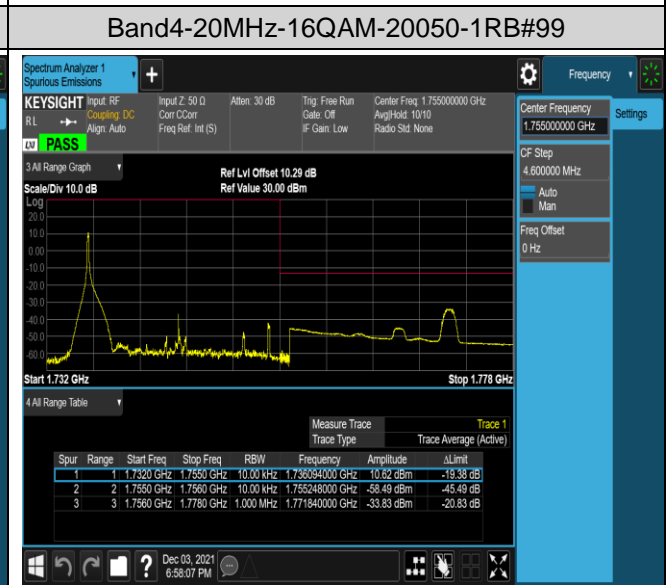 Band4-20MHz-16QAM-20050-1RB#99
Spectrum Analyzer 1
Spurious Emissions
+
Frequency
KEYSIGHT
RL
LXI PASS
Input: RF
Coupling: DC
Align: Auto
Input Z: 50 Ω
Corr CCorr
Freq Ref: Int (S)
Atten: 30 dB
Trig: Free Run
Gate: Off
IF Gain: Low
Center Freq: 1.755000000 GHz
Avg|Hold: 10/10
Radio Std: None
Center Frequency
1.755000000 GHz
Settings
CF Step
4.600000 MHz
Auto
Man
Freq Offset
0 Hz
3 All Range Graph
Ref Lvl Offset 10.29 dB
Scale/Div 10.0 dB
Ref Value 30.00 dBm
Log
20.0
10.0
0.00
-10.0
-20.0
-30.0
-40.0
-50.0
-60.0
Start 1.732 GHz
Stop 1.778 GHz
4 All Range Table
Measure Trace Trace 1
Trace Type Trace Average (Active)
Spur Range Start Freq Stop Freq RBW Frequency Amplitude ΔLimit
1 1 1.7320 GHz 1.7550 GHz 10.00 kHz 1.736094000 GHz 10.62 dBm -19.38 dB
2 2 1.7550 GHz 1.7560 GHz 10.00 kHz 1.755248000 GHz -58.49 dBm -45.49 dB
3 3 1.7560 GHz 1.7780 GHz 1.000 MHz 1.771840000 GHz -33.83 dBm -20.83 dB
?
Dec 03, 2021
6:58:07 PM